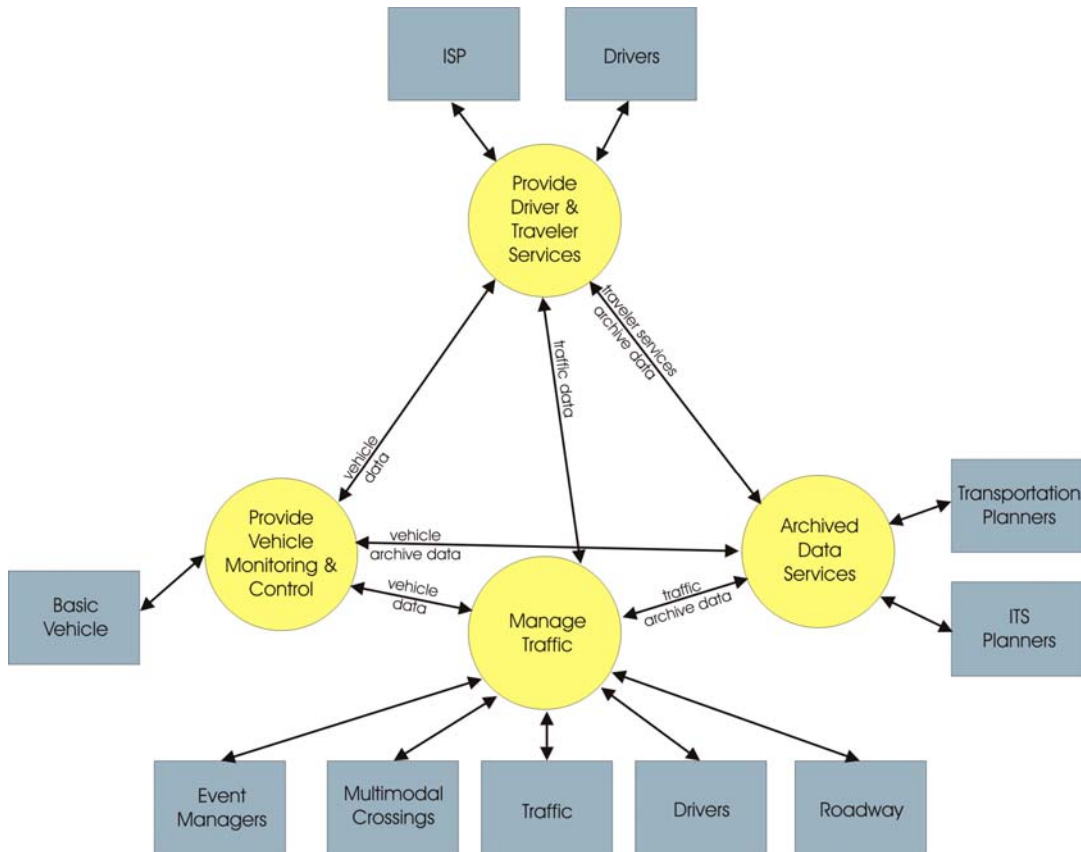 ISP
Drivers
Provide
Driver &
Traveler
Services
traveler services
archive data
traffic data
vehicle
data
Provide
Vehicle
Monitoring &
Control
vehicle
archive data
Archived
Data
Services
Transportation
Planners
ITS
Planners
Basic
Vehicle
vehicle
data
Manage
Traffic
traffic
archive data
Event
Managers
Multimodal
Crossings
Traffic
Drivers
Roadway